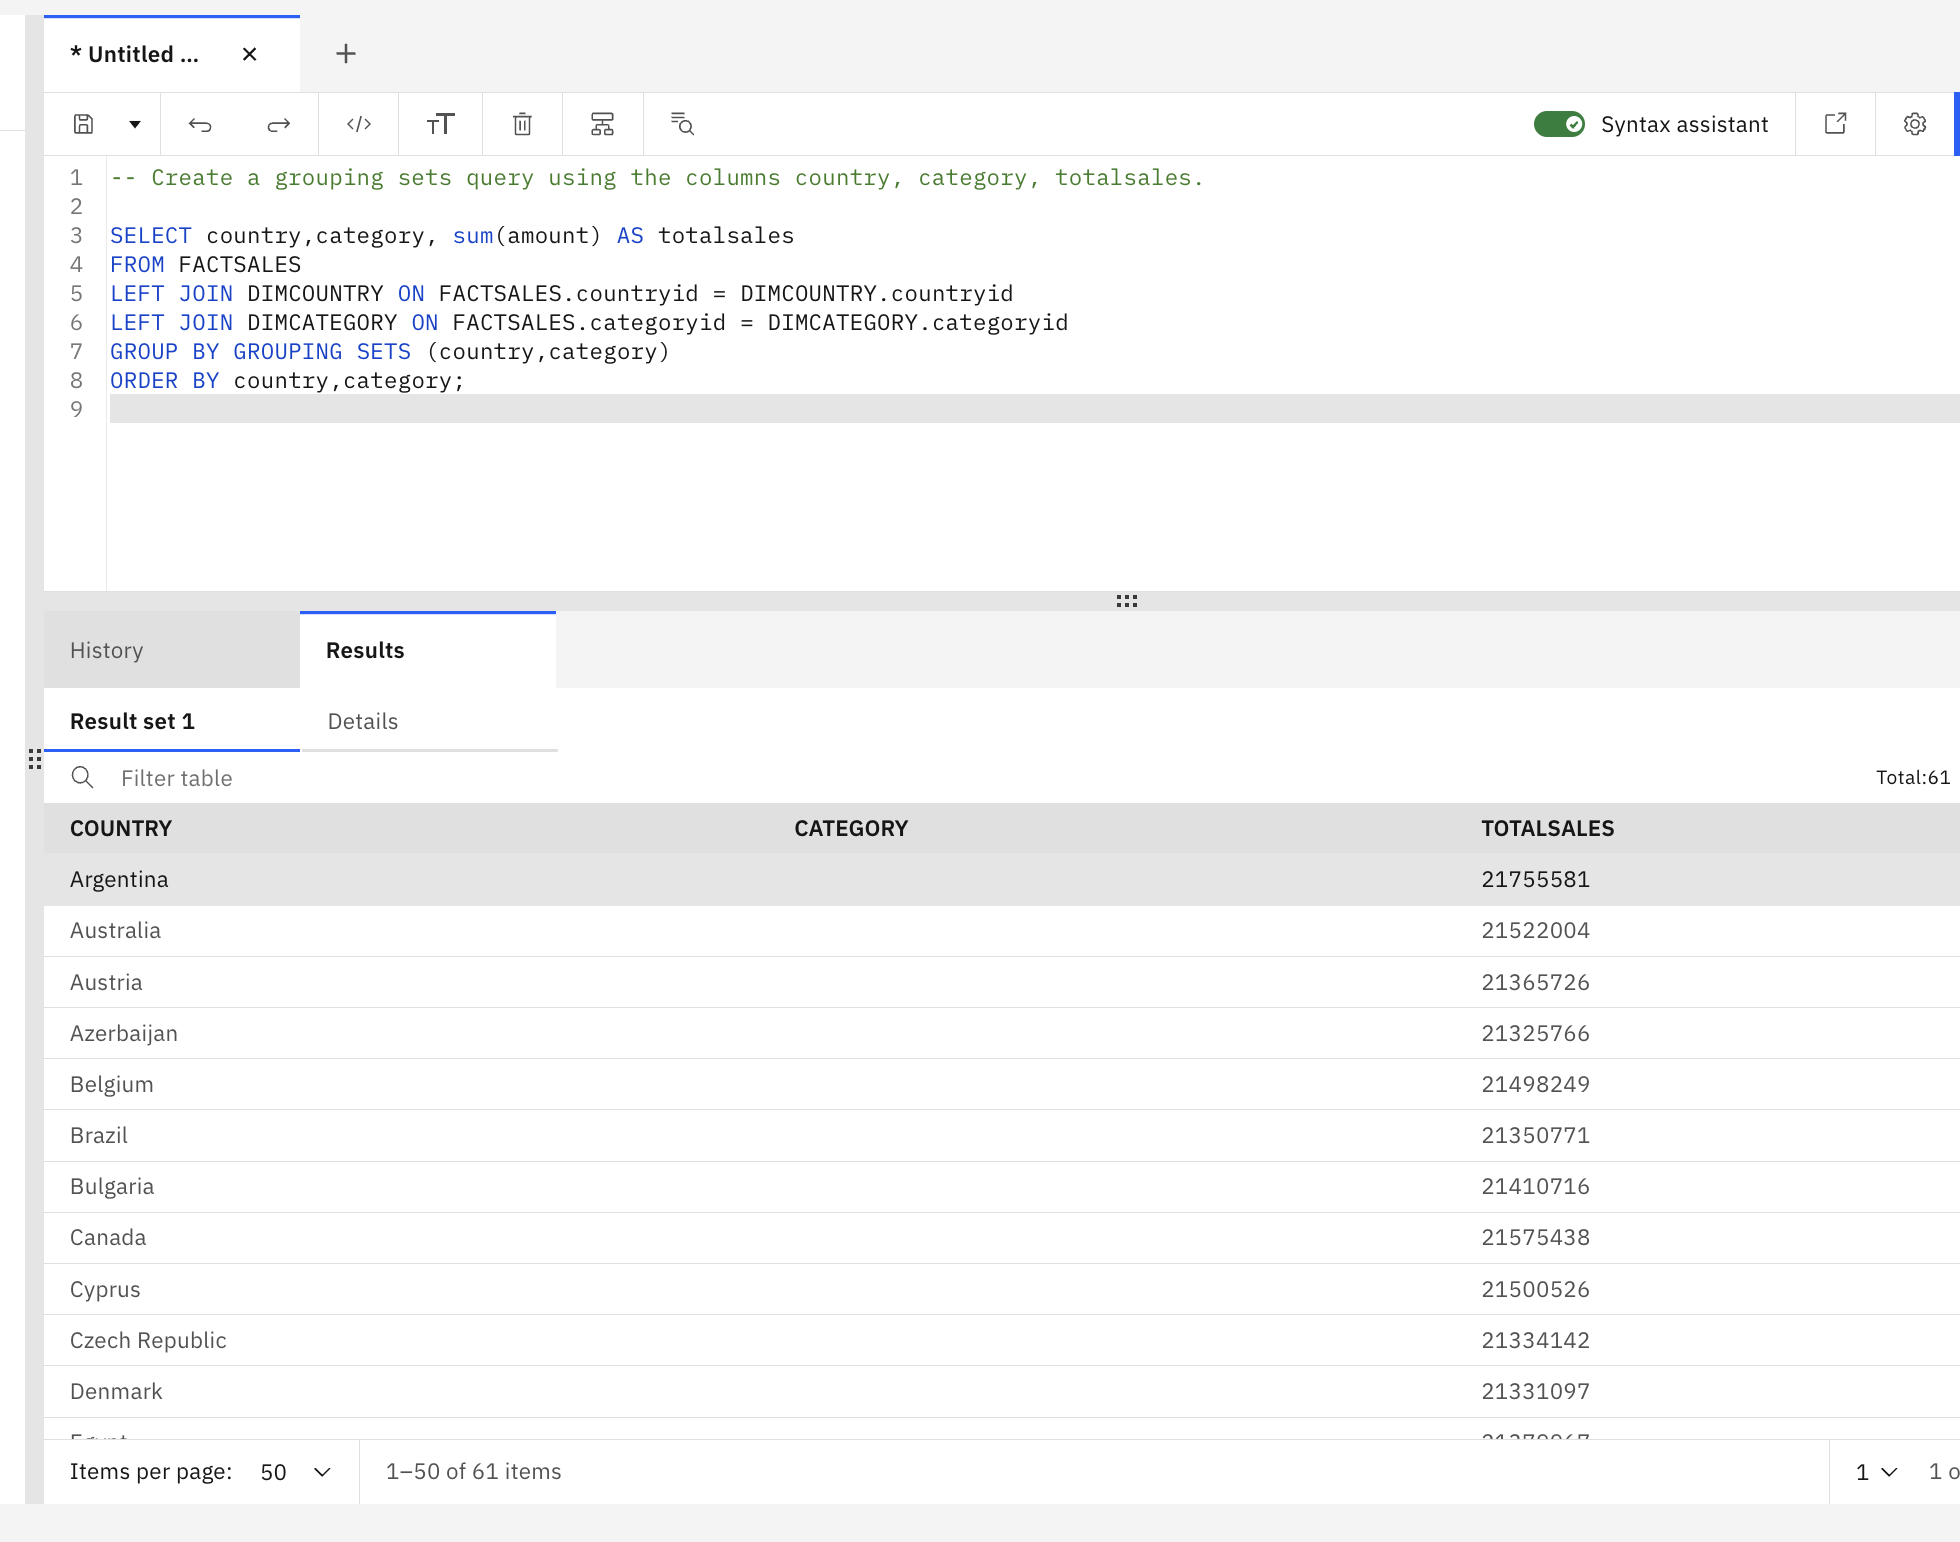 * Untitled ...
Syntax assistant
1 -- Create a grouping sets query using the columns country, category, totalsales.
2
3 SELECT country,category, sum(amount) AS totalsales
4 FROM FACTSALES
5 LEFT JOIN DIMCOUNTRY ON FACTSALES.countryid = DIMCOUNTRY.countryid
6 LEFT JOIN DIMCATEGORY ON FACTSALES.categoryid = DIMCATEGORY.categoryid
7 GROUP BY GROUPING SETS (country,category)
8 ORDER BY country,category;
9
History Results
Result set 1 Details
Filter table Total:61
COUNTRY CATEGORY TOTALSALES
Argentina 21755581
Australia 21522004
Austria 21365726
Azerbaijan 21325766
Belgium 21498249
Brazil 21350771
Bulgaria 21410716
Canada 21575438
Cyprus 21500526
Czech Republic 21334142
Denmark 21331097
Items per page: 50 1–50 of 61 items 1 1 o